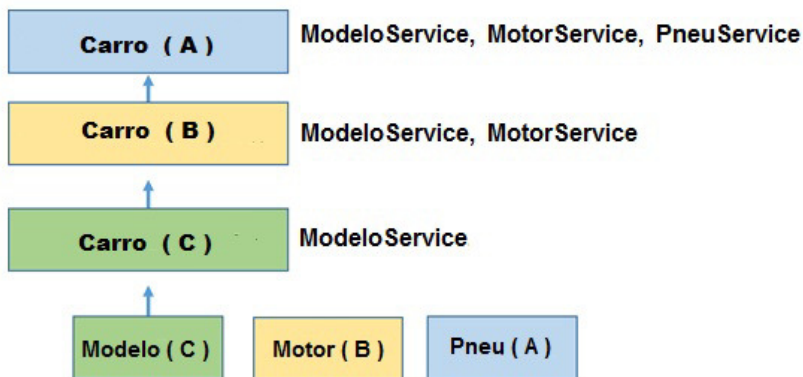 Carro ( A )
ModeloService, MotorService, PneuService
Carro ( B )
ModeloService, MotorService
Carro ( C )
ModeloService
Modelo ( C )
Motor ( B )
Pneu ( A )